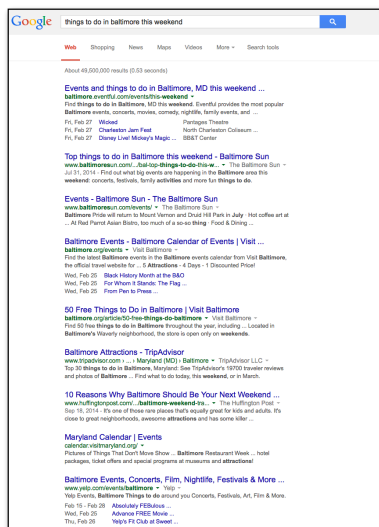 Google things to do in baltimore this weekend
Web Shopping News Maps Videos More Search tools
About 49,500,000 results (0.53 seconds)
Events and things to do in Baltimore, MD this weekend ...
baltimore.eventful.com/events/this-weekend
Find things to do in Baltimore, MD this weekend. Eventful provides the most popular
Baltimore events, concerts, movies, comedy, nightlife, family events, and ...
Fri, Feb 27 Wicked Pantages Theatre
Fri, Feb 27 Charleston Jam Fest North Charleston Coliseum ...
Fri, Feb 27 Disney Live! Mickey's Magic ... BB&T Center
Top things to do in Baltimore this weekend - Baltimore Sun
www.baltimoresun.com/.../bal-top-things-to-do-this-w... The Baltimore Sun
Jul 31, 2014 - Find out what big events are happening in the Baltimore area this
weekend: concerts, festivals, family activities and more fun things to do.
Events - Baltimore Sun - The Baltimore Sun
www.baltimoresun.com/events/ The Baltimore Sun
Baltimore Pride will return to Mount Vernon and Druid Hill Park in July · Hot coffee art at
... At Red Parrot Asian Bistro, too much of a so-so thing · Food & Dining ...
Baltimore Events - Baltimore Calendar of Events | Visit ...
baltimore.org/events Visit Baltimore
Find the latest Baltimore events in the Baltimore events calendar from Visit Baltimore,
the official travel website for ... 5 Attractions - 4 Days - 1 Discounted Price!
Wed, Feb 25 Black History Month at the B&O
Wed, Feb 25 For Whom It Stands: The Flag ...
Wed, Feb 25 From Pen to Press ...
50 Free Things to Do in Baltimore | Visit Baltimore
baltimore.org/article/50-free-things-do-baltimore Visit Baltimore
Find 50 free things to do in Baltimore throughout the year, including ... Located in
Baltimore's Waverly neighborhood, the store is open only on weekends.
Baltimore Attractions - TripAdvisor
www.tripadvisor.com › ... › Maryland (MD) › Baltimore TripAdvisor LLC
Top 30 things to do in Baltimore, Maryland: See TripAdvisor's 19700 traveler reviews
and photos of Baltimore ... Find what to do today, this weekend, or in March.
10 Reasons Why Baltimore Should Be Your Next Weekend ...
www.huffingtonpost.com/.../baltimore-weekend-tra... The Huffington Post
Sep 18, 2014 - It's one of those rare places that's equally great for kids and adults. It's
close to great neighborhoods, awesome attractions and has some killer ...
Maryland Calendar | Events
calendar.visitmaryland.org/
Pictures of Things That Don't Move Show ... Baltimore Restaurant Week ... hotel
packages, ticket offers and special programs at museums and attractions!
Baltimore Events, Concerts, Film, Nightlife, Festivals & More ...
www.yelp.com/events/baltimore Yelp
Yelp Events, Baltimore Things to do around you Concerts, Festivals, Art, Film & More.
Feb 15 - Feb 28 Absolutely FEBulous ...
Wed, Feb 25 Advance FREE Movie ...
Thu, Feb 26 Yelp's Fit Club at Sweet ...